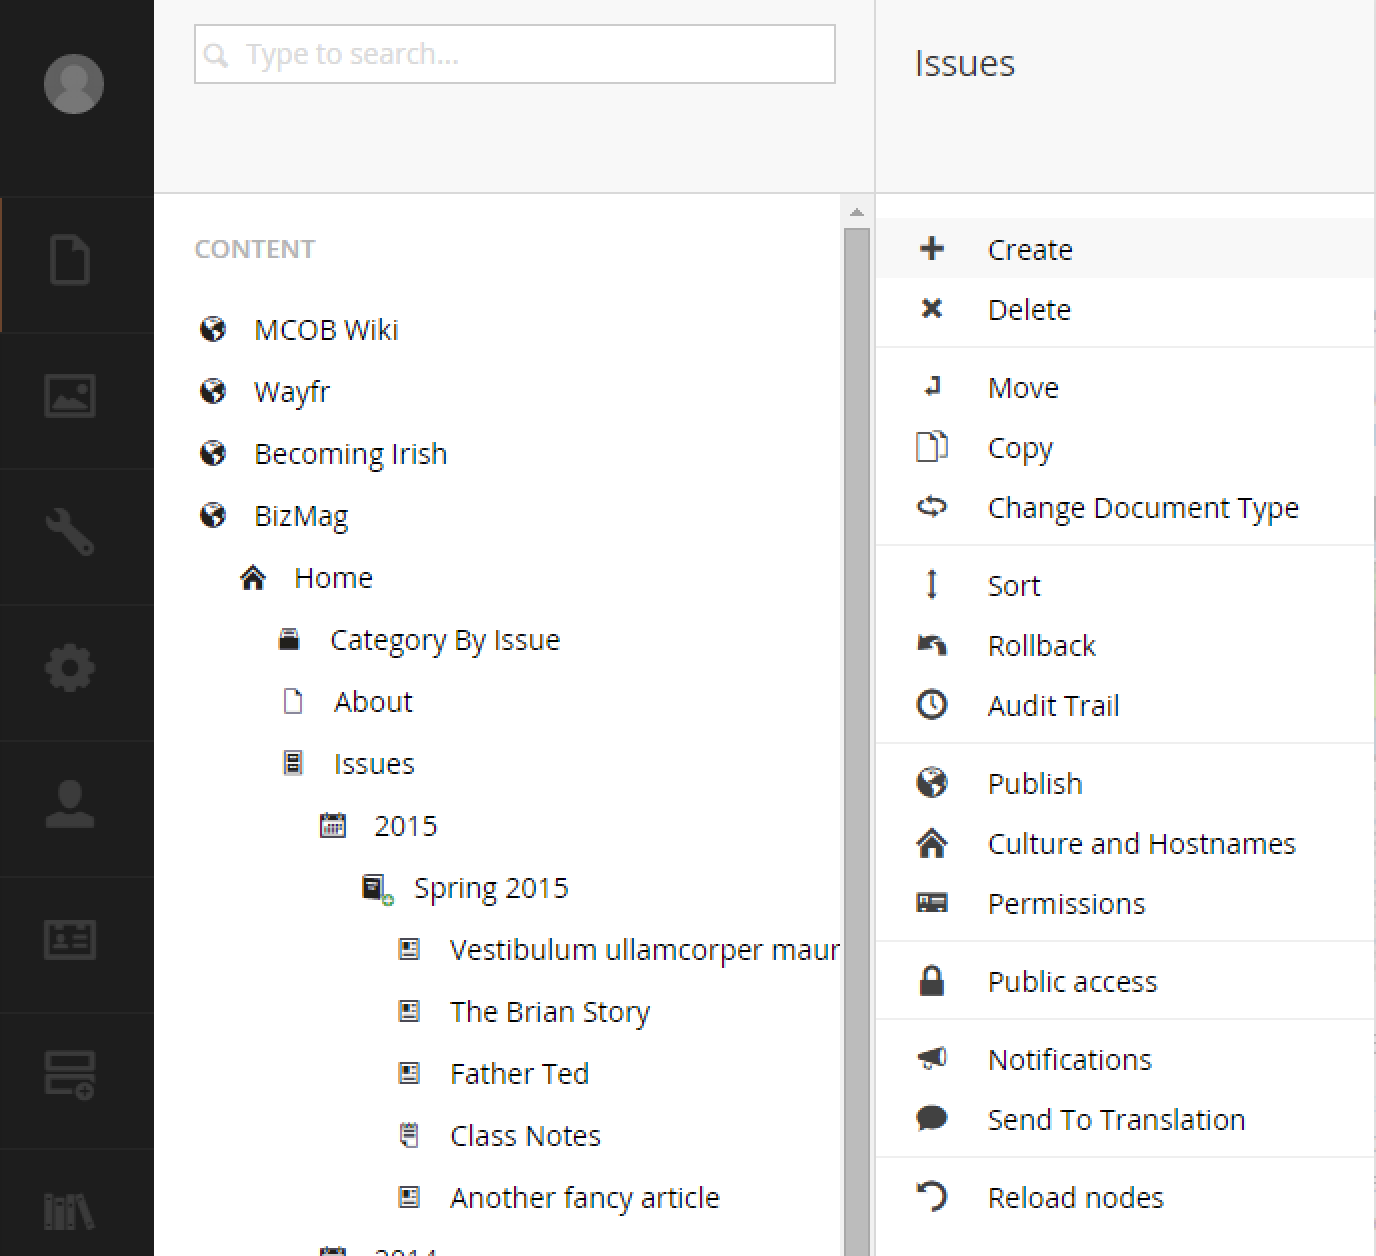 Type to search...
CONTENT
MCOB Wiki
Wayfr
Becoming Irish
BizMag
Home
Category By Issue
About
Issues
2015
Spring 2015
Vestibulum ullamcorper maur
The Brian Story
Father Ted
Class Notes
Another fancy article
2014
Issues
Create
Delete
Move
Copy
Change Document Type
Sort
Rollback
Audit Trail
Publish
Culture and Hostnames
Permissions
Public access
Notifications
Send To Translation
Reload nodes